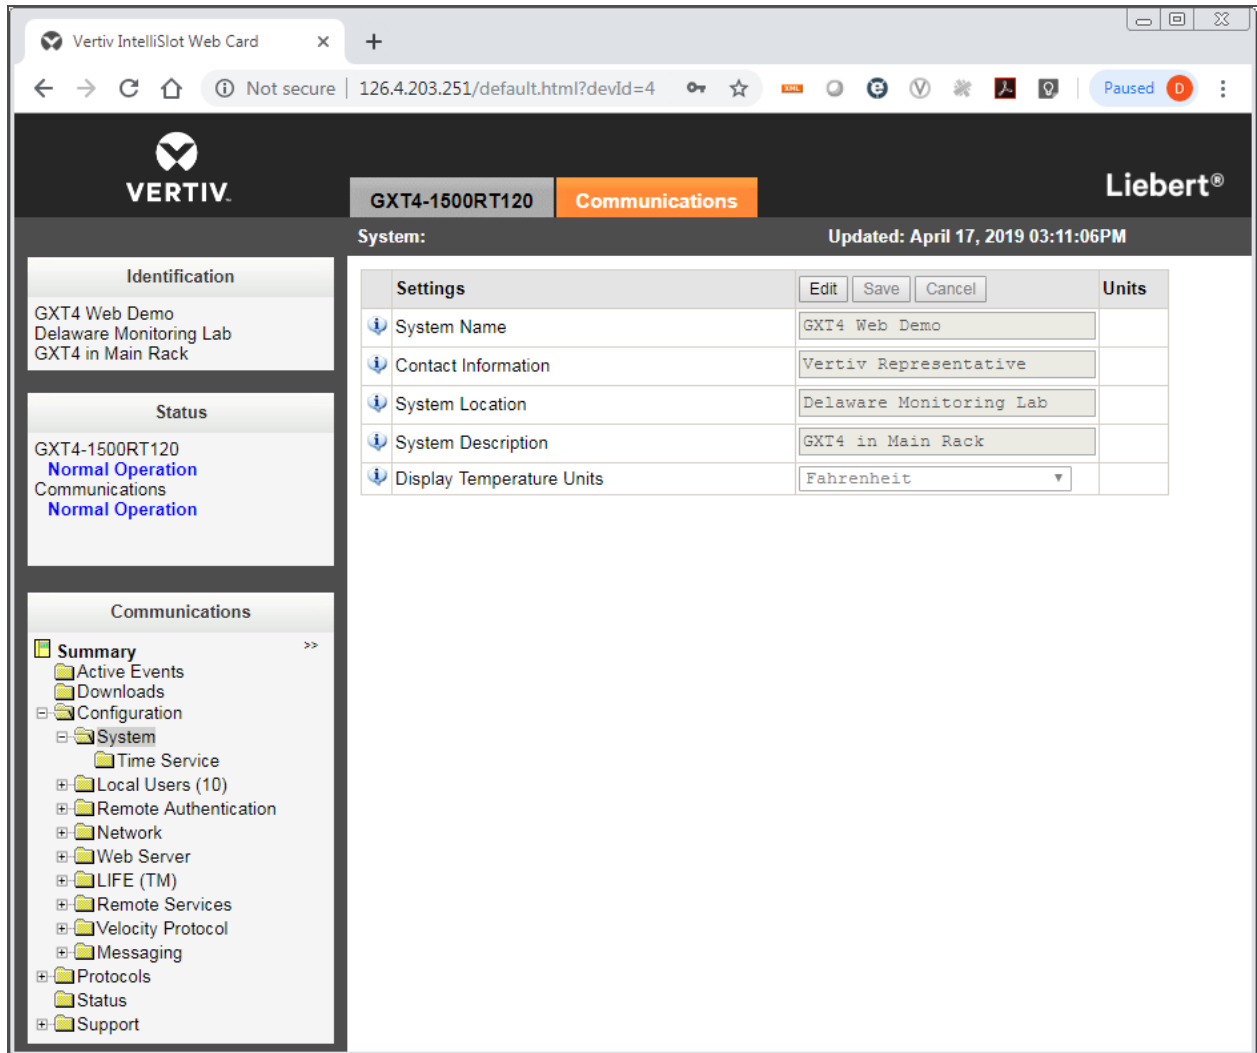 Vertiv IntelliSlot Web Card
Not secure | 126.4.203.251/default.html?devId=4
XML
Paused D
VERTIV™
GXT4-1500RT120 Communications
Liebert®
System: Updated: April 17, 2019 03:11:06PM
Identification
GXT4 Web Demo
Delaware Monitoring Lab
GXT4 in Main Rack
Status
GXT4-1500RT120
Normal Operation
Communications
Normal Operation
Communications
Summary >>
Active Events
Downloads
Configuration
System
Time Service
Local Users (10)
Remote Authentication
Network
Web Server
LIFE (TM)
Remote Services
Velocity Protocol
Messaging
Protocols
Status
Support
Settings Edit Save Cancel Units
System Name GXT4 Web Demo
Contact Information Vertiv Representative
System Location Delaware Monitoring Lab
System Description GXT4 in Main Rack
Display Temperature Units Fahrenheit